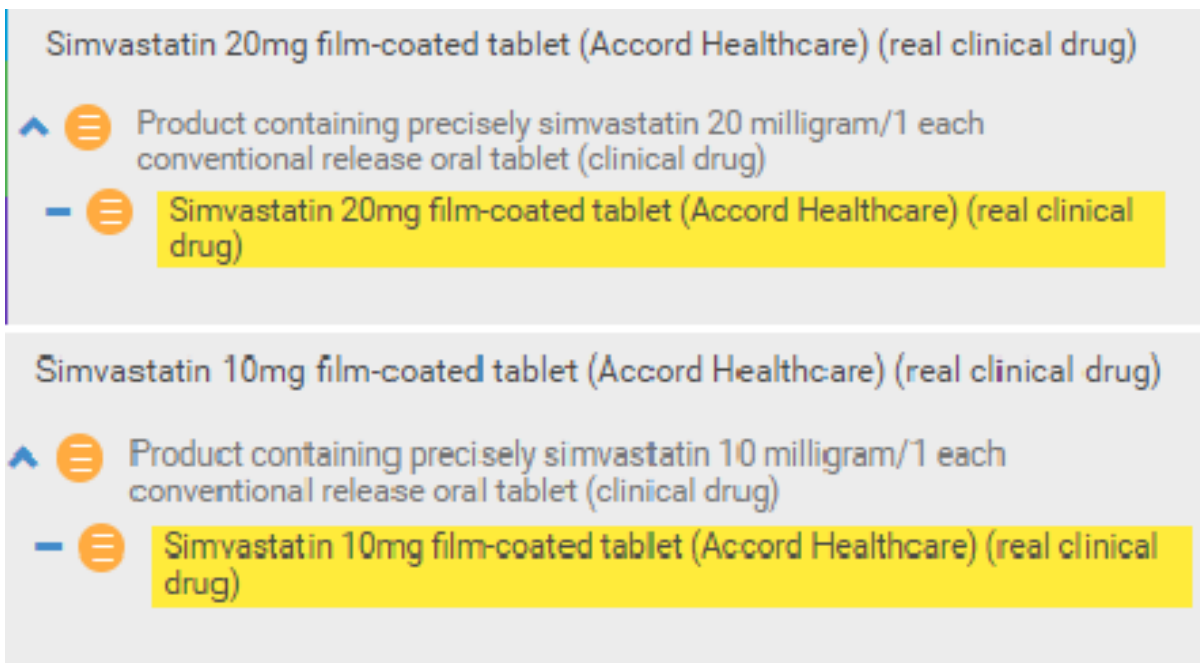 Simvastatin 20mg film-coated tablet (Accord Healthcare) (real clinical drug)
Product containing precisely simvastatin 20 milligram/1 each
conventional release oral tablet (clinical drug)
Simvastatin 20mg film-coated tablet (Accord Healthcare) (real clinical
drug)
Simvastatin 10mg film-coated tablet (Accord Healthcare) (real clinical drug)
Product containing precisely simvastatin 10 milligram/1 each
conventional release oral tablet (clinical drug)
Simvastatin 10mg film-coated tablet (Accord Healthcare) (real clinical
drug)